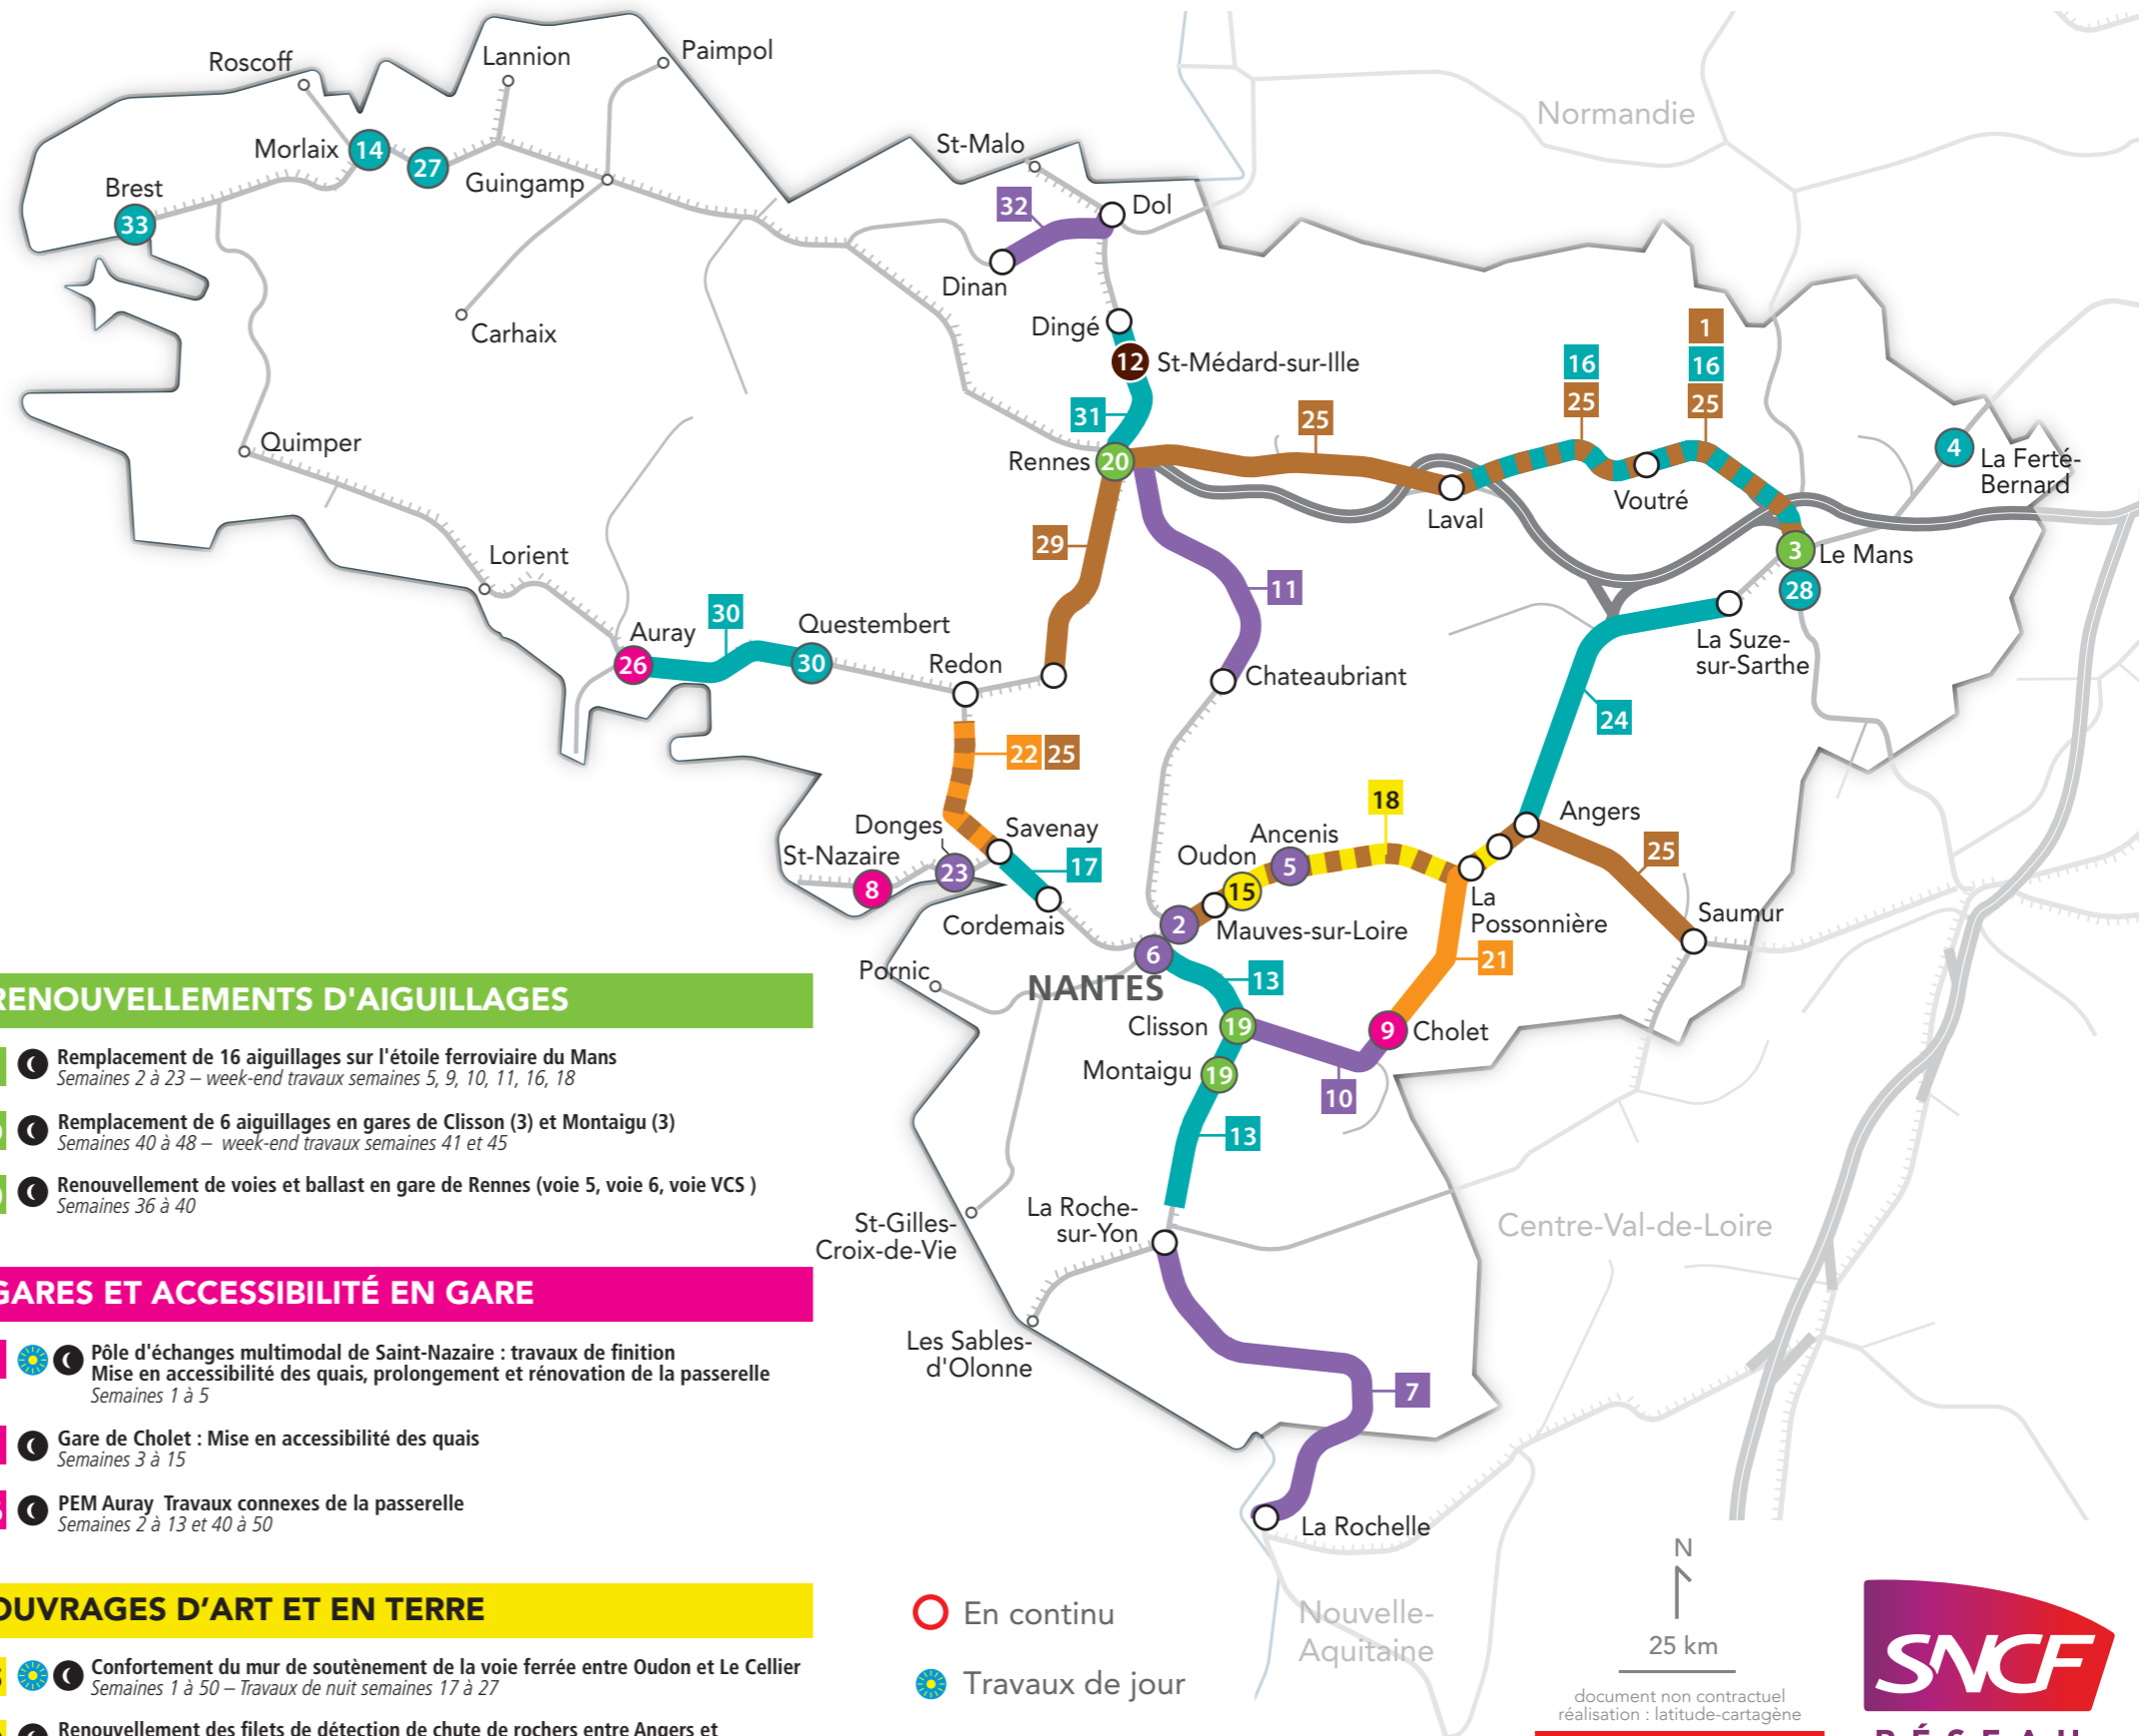 Roscoff
Lannion
Paimpol
Normandie
Morlaix
14
27
St-Malo
Guingamp
Brest
33
32
Dol
Dinan
Carhaix
Dingé
12
St-Médard-sur-Ille
1
16
16
25
25
31
25
Quimper
Rennes
20
4
La Ferté-
Bernard
Voutré
Laval
29
3
Le Mans
28
Lorient
11
30
Auray
Questembert
26
30
Redon
La Suze-
sur-Sarthe
Chateaubriant
24
22
25
18
Donges
Savenay
Ancenis
Angers
St-Nazaire
Oudon
5
25
8
23
17
15
La
Possonnière
Saumur
Cordemais
2
Mauves-sur-Loire
6
21
Pornic
NANTES
13
Clisson
19
9
Cholet
Montaigu
19
10
13
La Roche-
sur-Yon
St-Gilles-
Croix-de-Vie
Centre-Val-de-Loire
Les Sables-
d'Olonne
7
La Rochelle
Nouvelle-
Aquitaine
RENOUVELLEMENTS D'AIGUILLAGES
Remplacement de 16 aiguillages sur l'étoile ferroviaire du Mans
Semaines 2 à 23 – week-end travaux semaines 5, 9, 10, 11, 16, 18
Remplacement de 6 aiguillages en gares de Clisson (3) et Montaigu (3)
Semaines 40 à 48 – week-end travaux semaines 41 et 45
Renouvellement de voies et ballast en gare de Rennes (voie 5, voie 6, voie VCS )
Semaines 36 à 40
GARES ET ACCESSIBILITÉ EN GARE
Pôle d'échanges multimodal de Saint-Nazaire : travaux de finition
Mise en accessibilité des quais, prolongement et rénovation de la passerelle
Semaines 1 à 5
Gare de Cholet : Mise en accessibilité des quais
Semaines 3 à 15
PEM Auray Travaux connexes de la passerelle
Semaines 2 à 13 et 40 à 50
OUVRAGES D'ART ET EN TERRE
Confortement du mur de soutènement de la voie ferrée entre Oudon et Le Cellier
Semaines 1 à 50 – Travaux de nuit semaines 17 à 27
Renouvellement des filets de détection de chute de rochers entre Angers et
En continu
Travaux de jour
N
25 km
document non contractuel
réalisation : latitude-cartagène
SNCF
RÉSEAU